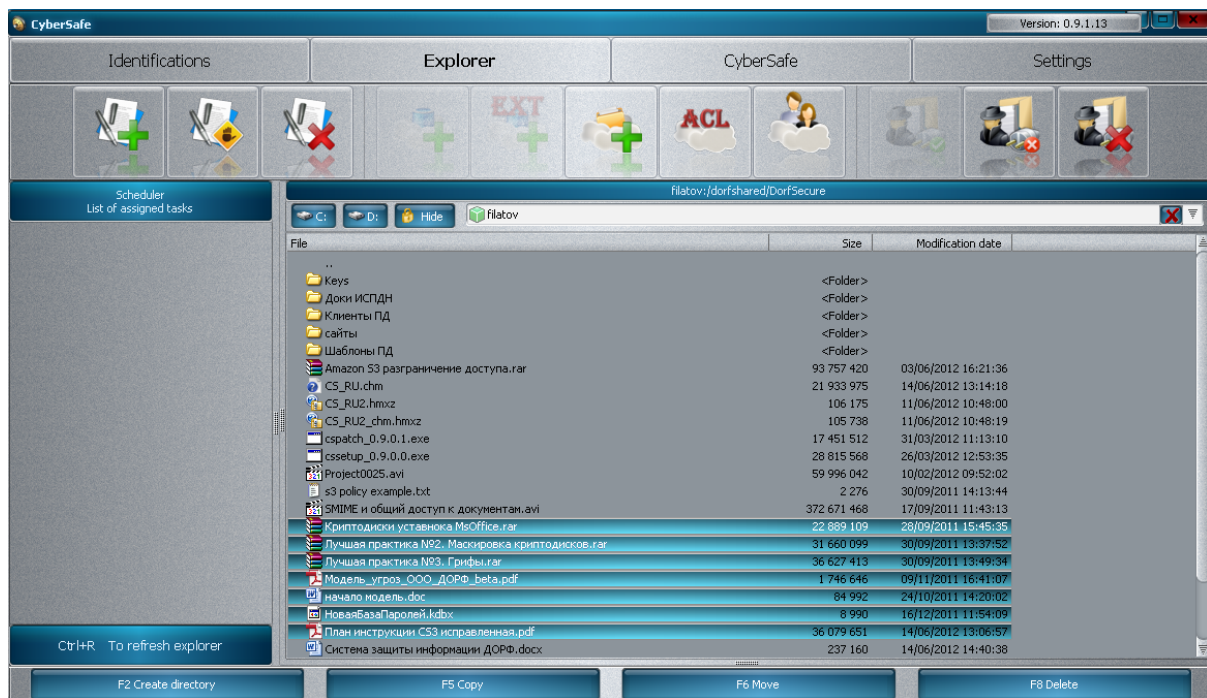 CyberSafe Version: 0.9.1.13
Identifications Explorer CyberSafe Settings
EXT ACL
Scheduler
List of assigned tasks
filatov:/dorfshared/DorfSecure
C: D: Hide filatov
File Size Modification date
..
Keys <Folder>
Доки ИСПДН <Folder>
Клиенты ПД <Folder>
сайты <Folder>
Шаблоны ПД <Folder>
Amazon S3 разграничение доступа.rar 93 757 420 03/06/2012 16:21:36
CS_RU.chm 21 933 975 14/06/2012 13:14:18
CS_RU2.hmxz 106 175 11/06/2012 10:48:00
CS_RU2_chm.hmxz 105 738 11/06/2012 10:48:19
cspatch_0.9.0.1.exe 17 451 512 31/03/2012 11:13:10
cssetup_0.9.0.0.exe 28 815 568 26/03/2012 12:53:35
Project0025.avi 59 996 042 10/02/2012 09:52:02
s3 policy example.txt 2 276 30/09/2011 14:13:44
SMIME и общий доступ к документам.avi 372 671 468 17/09/2011 11:43:13
Криптодиски уставнока MsOffice.rar 22 889 109 28/09/2011 15:45:35
Лучшая практика №2. Маскировка криптодисков.rar 31 660 099 30/09/2011 13:37:52
Лучшая практика №3. Грифы.rar 36 627 413 30/09/2011 13:49:34
Модель_угроз_ООО_ДОРФ_beta.pdf 1 746 646 09/11/2011 16:41:07
начало модель.doc 84 992 24/10/2011 14:20:02
НоваяБазаПаролей.kdbx 8 990 16/12/2011 11:54:09
План инструкции CS3 исправленная.pdf 36 079 651 14/06/2012 13:06:57
Система защиты информации ДОРФ.docx 237 160 14/06/2012 14:40:38
Ctrl+R To refresh explorer
F2 Create directory F5 Copy F6 Move F8 Delete